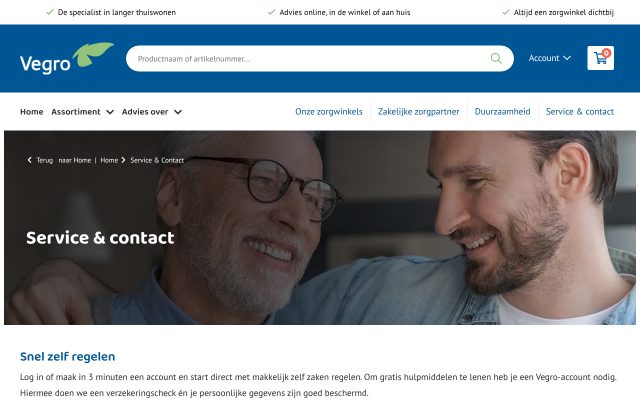 De specialist in langer thuiswonen
Advies online, in de winkel of aan huis
Altijd een zorgwinkel dichtbij
Vegro
Productnaam of artikelnummer...
Account
0
Home
Assortiment
Advies over
Onze zorgwinkels
Zakelijke zorgpartner
Duurzaamheid
Service & contact
Terug naar Home | Home > Service & Contact
Service & contact
Snel zelf regelen
Log in of maak in 3 minuten een account en start direct met makkelijk zelf zaken regelen. Om gratis hulpmiddelen te lenen heb je een Vegro-account nodig.
Hiermee doen we een verzekeringscheck én je persoonlijke gegevens zijn goed beschermd.